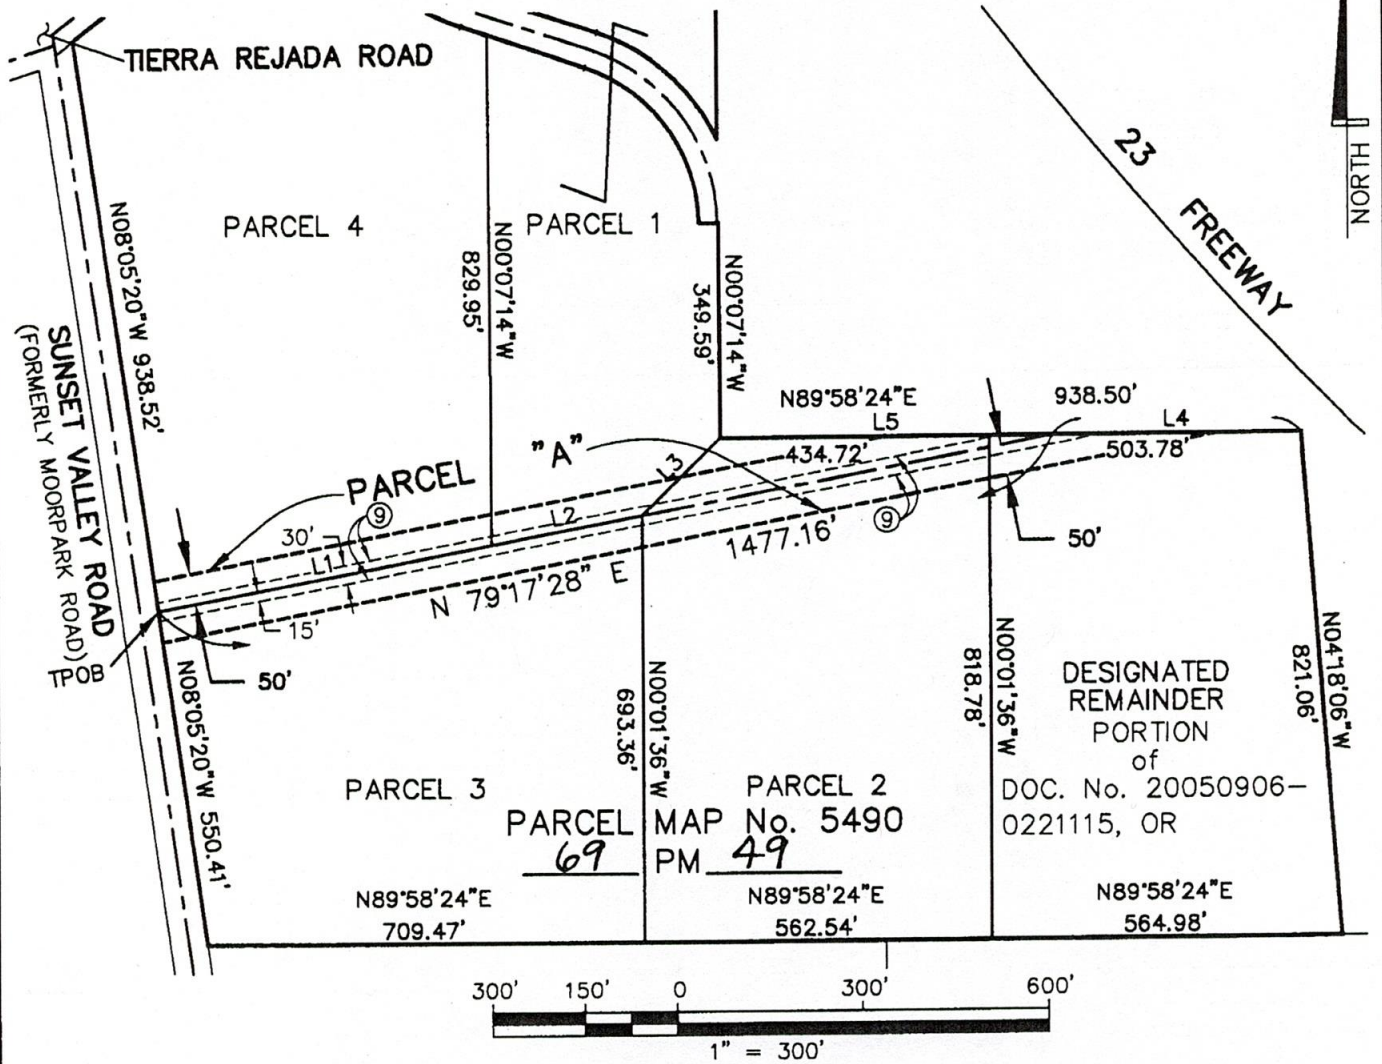 TIERRA REJADA ROAD
NORTH
23 FREEWAY
PARCEL 4
PARCEL 1
N08°05'20"W 938.52'
N00°07'14"W
829.95'
N00°07'14"W
349.59'
SUNSET VALLEY ROAD
(FORMERLY MOORPARK ROAD)
N89°58'24"E
L5
938.50'
L4
"A"
434.72'
503.78'
L3
PARCEL
9
30'
L2
L1
1477.16'
9
50'
N 79°17'28" E
15'
TPOB
50'
N08°05'20"W 550.41'
N00°01'36"W
693.36'
N00°01'36"W
818.78'
N04°18'06"W
821.06'
DESIGNATED
REMAINDER
PORTION
of
DOC. No. 20050906-
0221115, OR
PARCEL 3
PARCEL 2
PARCEL MAP No. 5490
69 PM 49
N89°58'24"E
709.47'
N89°58'24"E
562.54'
N89°58'24"E
564.98'
300' 150' 0 300' 600'
1" = 300'